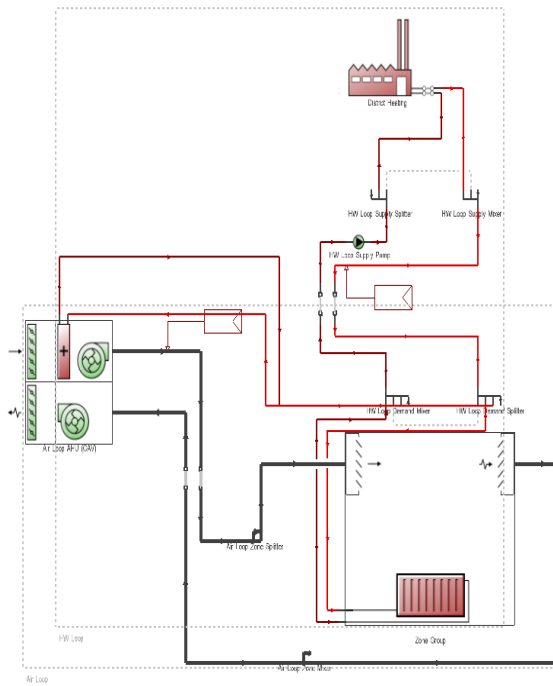 District Heating
HW Loop Supply Splitter
HW Loop Supply Mixer
HW Loop Supply Pump
HW Loop Demand Mixer
HW Loop Demand Splitter
Air Loop AHU (CAV)
Air Loop Zone Splitter
Zone Group
HW Loop
Air Loop Zone Mixer
Air Loop